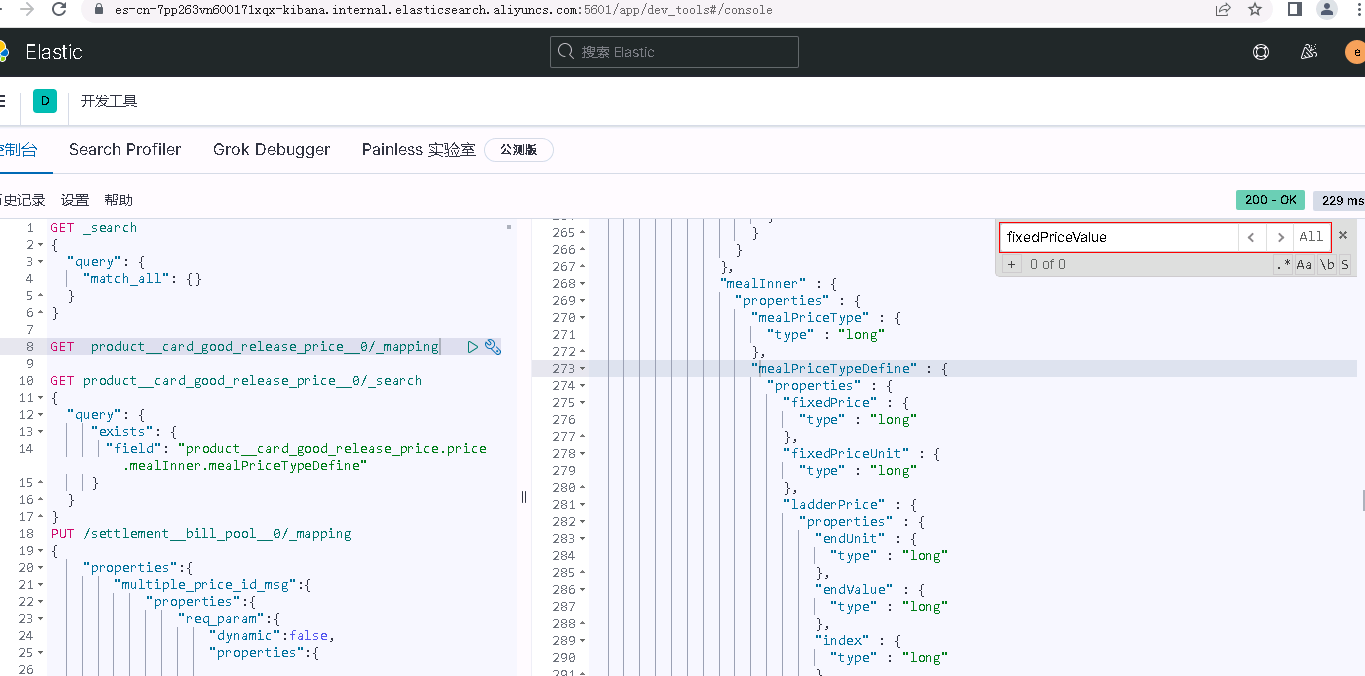 es-cn-7pp263vn600171xqx-kibana.internal.elasticsearch.aliyuncs.com:5601/app/dev_tools#/console
Elastic
搜索 Elastic
e
D
开发工具
控制台 Search Profiler Grok Debugger Painless 实验室 公测版
历史记录 设置 帮助
200 - OK
229 ms
1 GET _search
2 {
3 "query": {
4 "match_all": {}
5 }
6 }
7
8 GET product__card_good_release_price__0/_mapping
9
10 GET product__card_good_release_price__0/_search
11 {
12 "query": {
13 "exists": {
14 "field": "product__card_good_release_price.price
.mealInner.mealPriceTypeDefine"
15 }
16 }
17 }
18 PUT /settlement__bill_pool__0/_mapping
19 {
20 "properties":{
21 "multiple_price_id_msg":{
22 "properties":{
23 "req_param":{
24 "dynamic":false,
25 "properties":{
26
265 }
266 }
267 },
268 "mealInner" : {
269 "properties" : {
270 "mealPriceType" : {
271 "type" : "long"
272 },
273 "mealPriceTypeDefine" : {
274 "properties" : {
275 "fixedPrice" : {
276 "type" : "long"
277 },
278 "fixedPriceUnit" : {
279 "type" : "long"
280 },
281 "ladderPrice" : {
282 "properties" : {
283 "endUnit" : {
284 "type" : "long"
285 },
286 "endValue" : {
287 "type" : "long"
288 },
289 "index" : {
290 "type" : "long"
291 }
fixedPriceValue
All
+ 0 of 0 .* Aa \b S